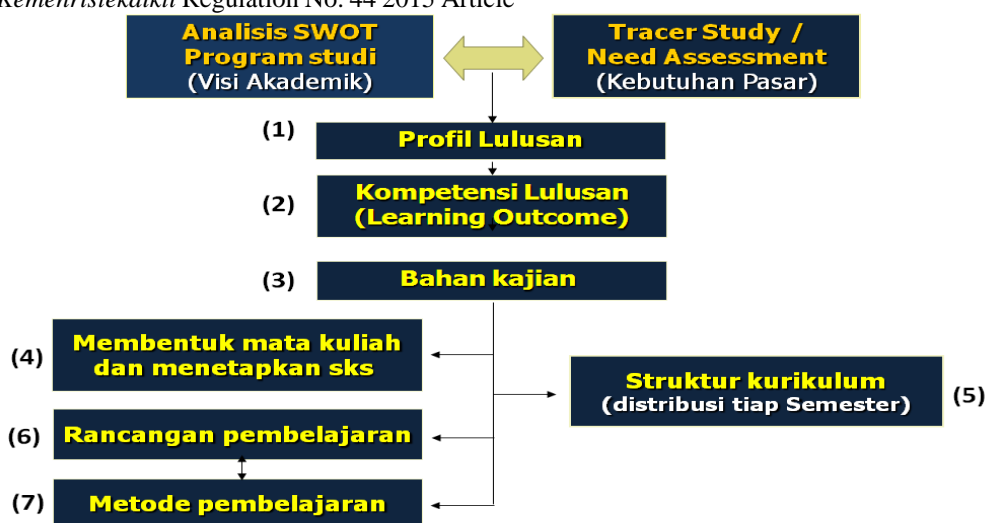 Kemenristekdikti Regulation No. 44 2015 Article
Analisis SWOT
Program studi
(Visi Akademik)
Tracer Study /
Need Assessment
(Kebutuhan Pasar)
(1)
Profil Lulusan
(2)
Kompetensi Lulusan
(Learning Outcome)
(3)
Bahan kajian
(4)
Membentuk mata kuliah
dan menetapkan sks
Struktur kurikulum
(distribusi tiap Semester)
(5)
(6)
Rancangan pembelajaran
(7)
Metode pembelajaran